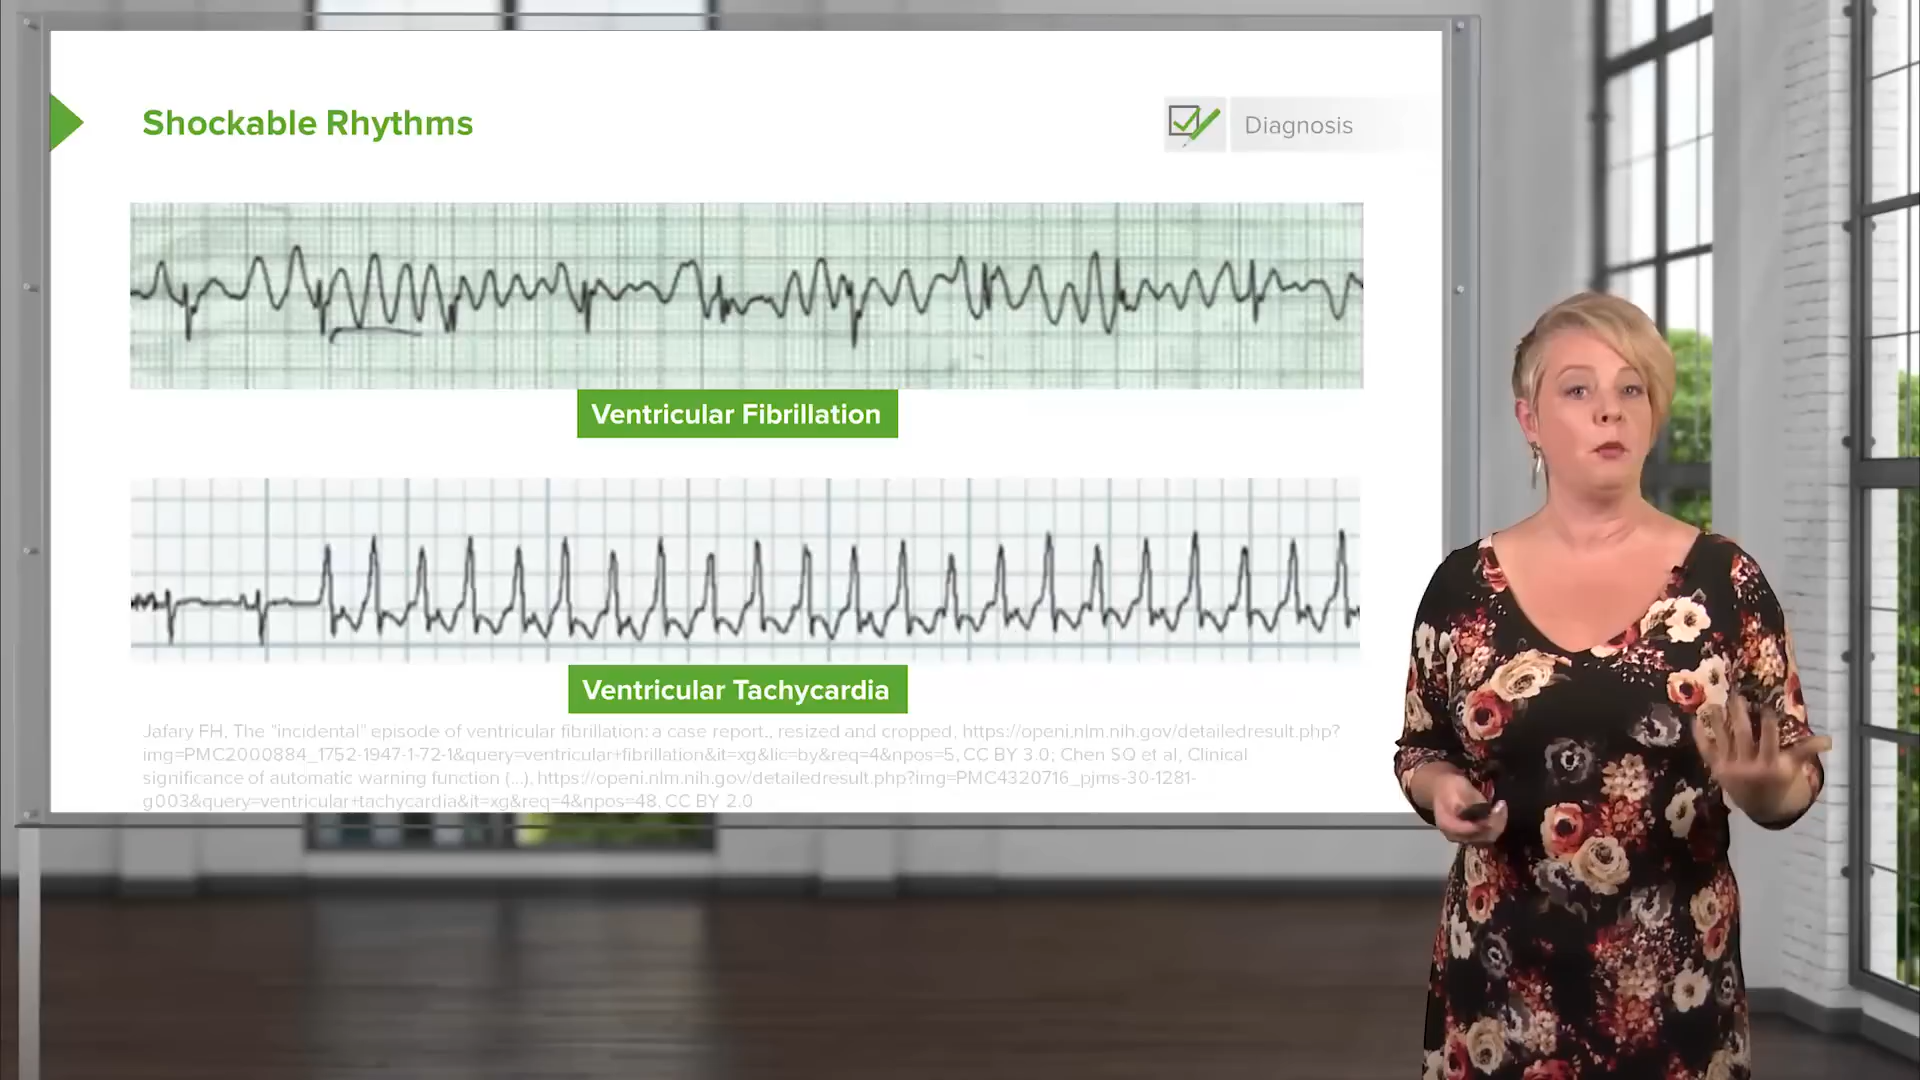 Shockable Rhythms
Diagnosis
Ventricular Fibrillation
Ventricular Tachycardia
Jafary FH, The "incidental" episode of ventricular fibrillation: a case report., resized and cropped, https://openi.nlm.nih.gov/detailedresult.php?
img=PMC2000884_1752-1947-1-72-1&query=ventricular+fibrillation&it=xg&lic=by&req=4&npos=5, CC BY 3.0; Chen SQ et al, Clinical
significance of automatic warning function (...), https://openi.nlm.nih.gov/detailedresult.php?img=PMC4320716_pjms-30-1281-
g003&query=ventricular+tachycardia&it=xg&req=4&npos=48, CC BY 2.0